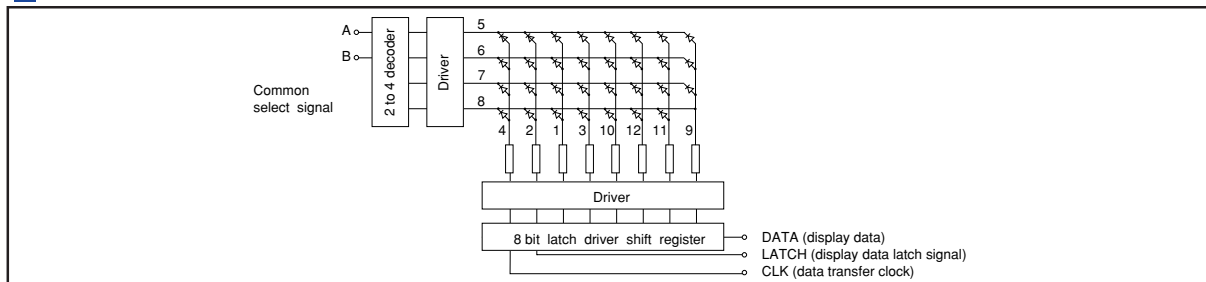 A
B
Common
select signal
2 to 4 decoder
Driver
5
6
7
8
4 2 1 3 10 12 11 9
Driver
8 bit latch driver shift register
DATA (display data)
LATCH (display data latch signal)
CLK (data transfer clock)